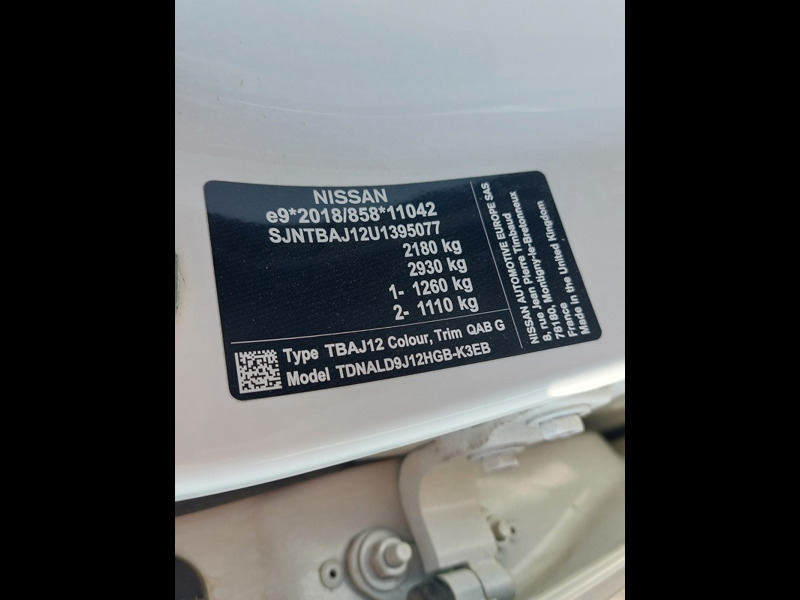 NISSAN
e9*2018/858*11042
SJNTBAJ12U1395077
2180 kg
2930 kg
1- 1260 kg
2- 1110 kg
Type TBAJ12 Colour, Trim QAB G
Model TDNALD9J12HGB-K3EB
NISSAN AUTOMOTIVE EUROPE SAS
8, rue Jean Pierre Timbaud
78180, Montigny-le-Bretonneux
France
Made in the United Kingdom